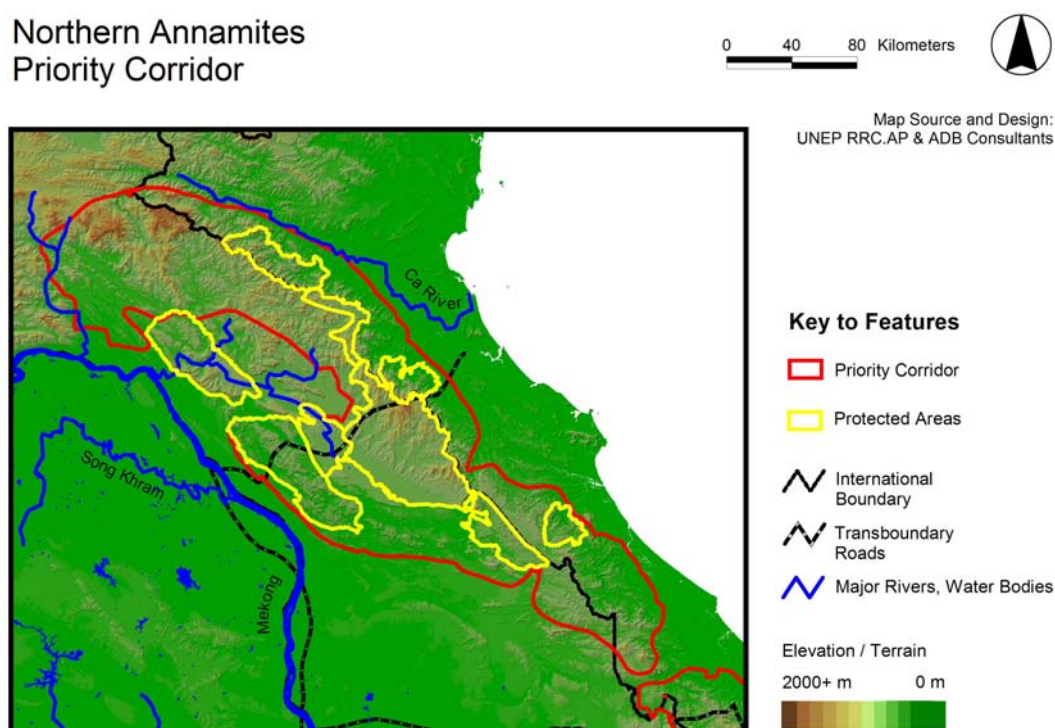 Northern Annamites
Priority Corridor
0 40 80 Kilometers
Map Source and Design:
UNEP RRC.AP & ADB Consultants
Ca River
Song Khram
Mekong
Key to Features
Priority Corridor
Protected Areas
International
Boundary
Transboundary
Roads
Major Rivers, Water Bodies
Elevation / Terrain
2000+ m 0 m